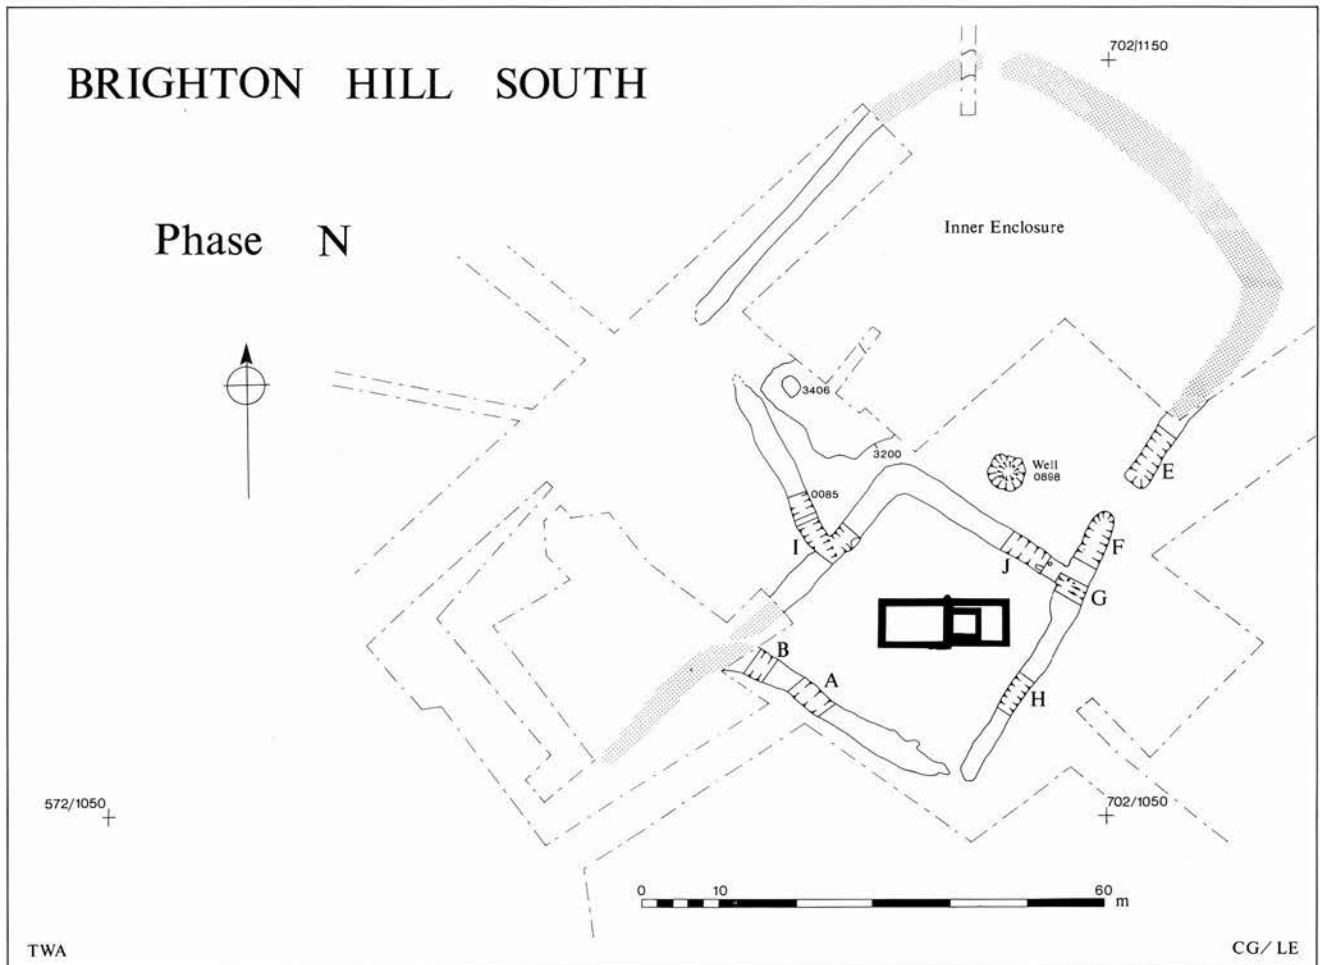 BRIGHTON HILL SOUTH
702/1150
Phase N
Inner Enclosure
3406
3200
Well
0898
E
0085
I
J
F
G
B
A
H
572/1050
702/1050
0 10 60 m
TWA
CG/LE